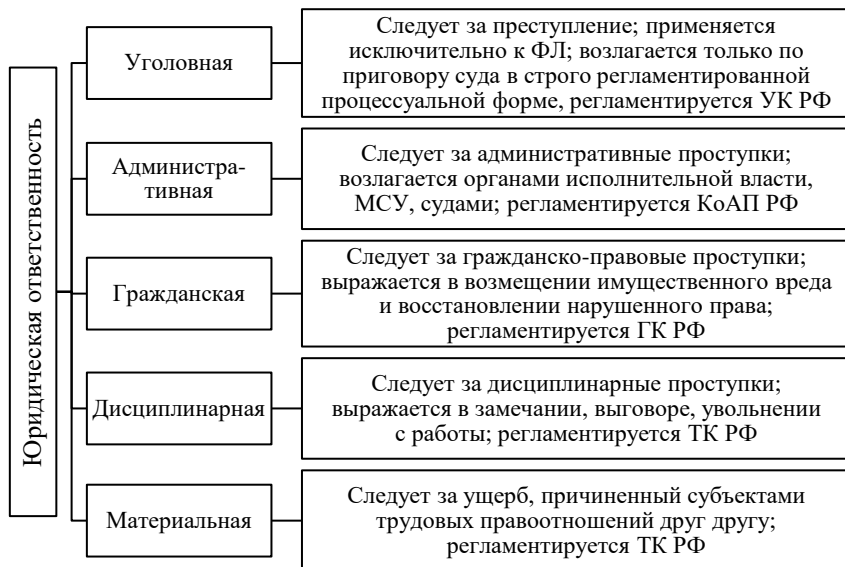 Юридическая ответственность
Уголовная
Следует за преступление; применяется
исключительно к ФЛ; возлагается только по
приговору суда в строго регламентированной
процессуальной форме, регламентируется УК РФ
Администра-
тивная
Следует за административные проступки;
возлагается органами исполнительной власти,
МСУ, судами; регламентируется КоАП РФ
Гражданская
Следует за гражданско-правовые проступки;
выражается в возмещении имущественного вреда
и восстановлении нарушенного права;
регламентируется ГК РФ
Дисциплинарная
Следует за дисциплинарные проступки;
выражается в замечании, выговоре, увольнении
с работы; регламентируется ТК РФ
Материальная
Следует за ущерб, причиненный субъектами
трудовых правоотношений друг другу;
регламентируется ТК РФ